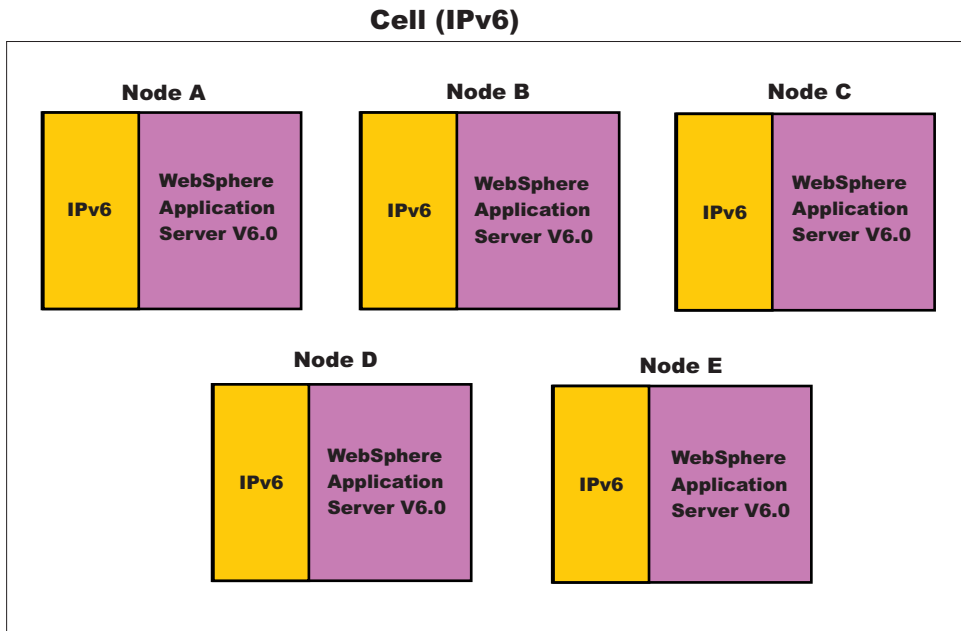 Cell (IPv6)
Node A
Node B
Node C
IPv6
WebSphere
Application
Server V6.0
IPv6
WebSphere
Application
Server V6.0
IPv6
WebSphere
Application
Server V6.0
Node D
Node E
IPv6
WebSphere
Application
Server V6.0
IPv6
WebSphere
Application
Server V6.0